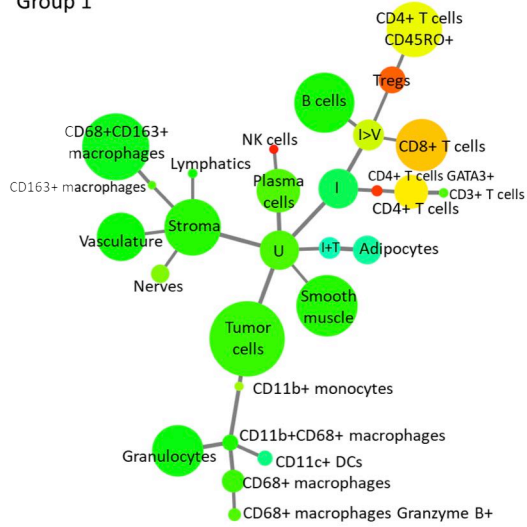 Group 1
CD4+ T cells
CD45RO+
Tregs
B cells
I>V
CD8+ T cells
CD68+CD163+
macrophages
NK cells
Lymphatics
CD163+ macrophages
Plasma
cells
I
CD4+ T cells GATA3+
CD3+ T cells
CD4+ T cells
Stroma
Vasculature
U
I+T
Adipocytes
Nerves
Smooth
muscle
Tumor
cells
CD11b+ monocytes
CD11b+CD68+ macrophages
Granulocytes
CD11c+ DCs
CD68+ macrophages
CD68+ macrophages Granzyme B+